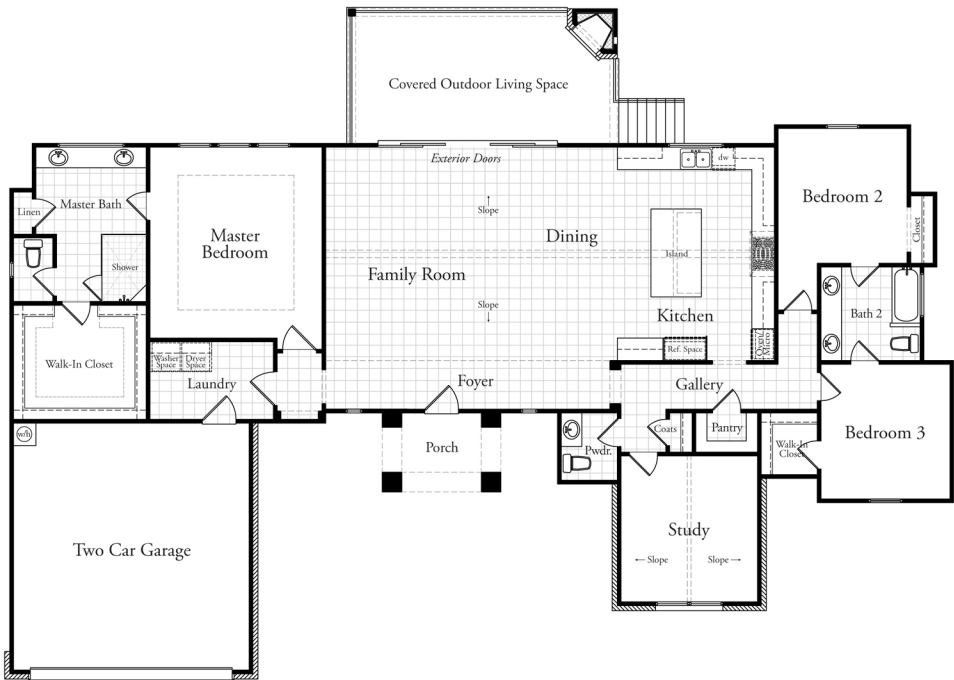 Covered Outdoor Living Space
Exterior Doors
dw
Master Bath
Linen
Shower
Master
Bedroom
Slope
Dining
Island
Family Room
Slope
Kitchen
Bedroom 2
Closet
Bath 2
Walk-In Closet
Washer
Space
Dryer
Space
Laundry
Ref. Space
Oven/
Micro
Foyer
Gallery
w/h
Porch
Pwdr.
Coats
Pantry
Walk-In
Closet
Bedroom 3
Two Car Garage
Study
Slope
Slope